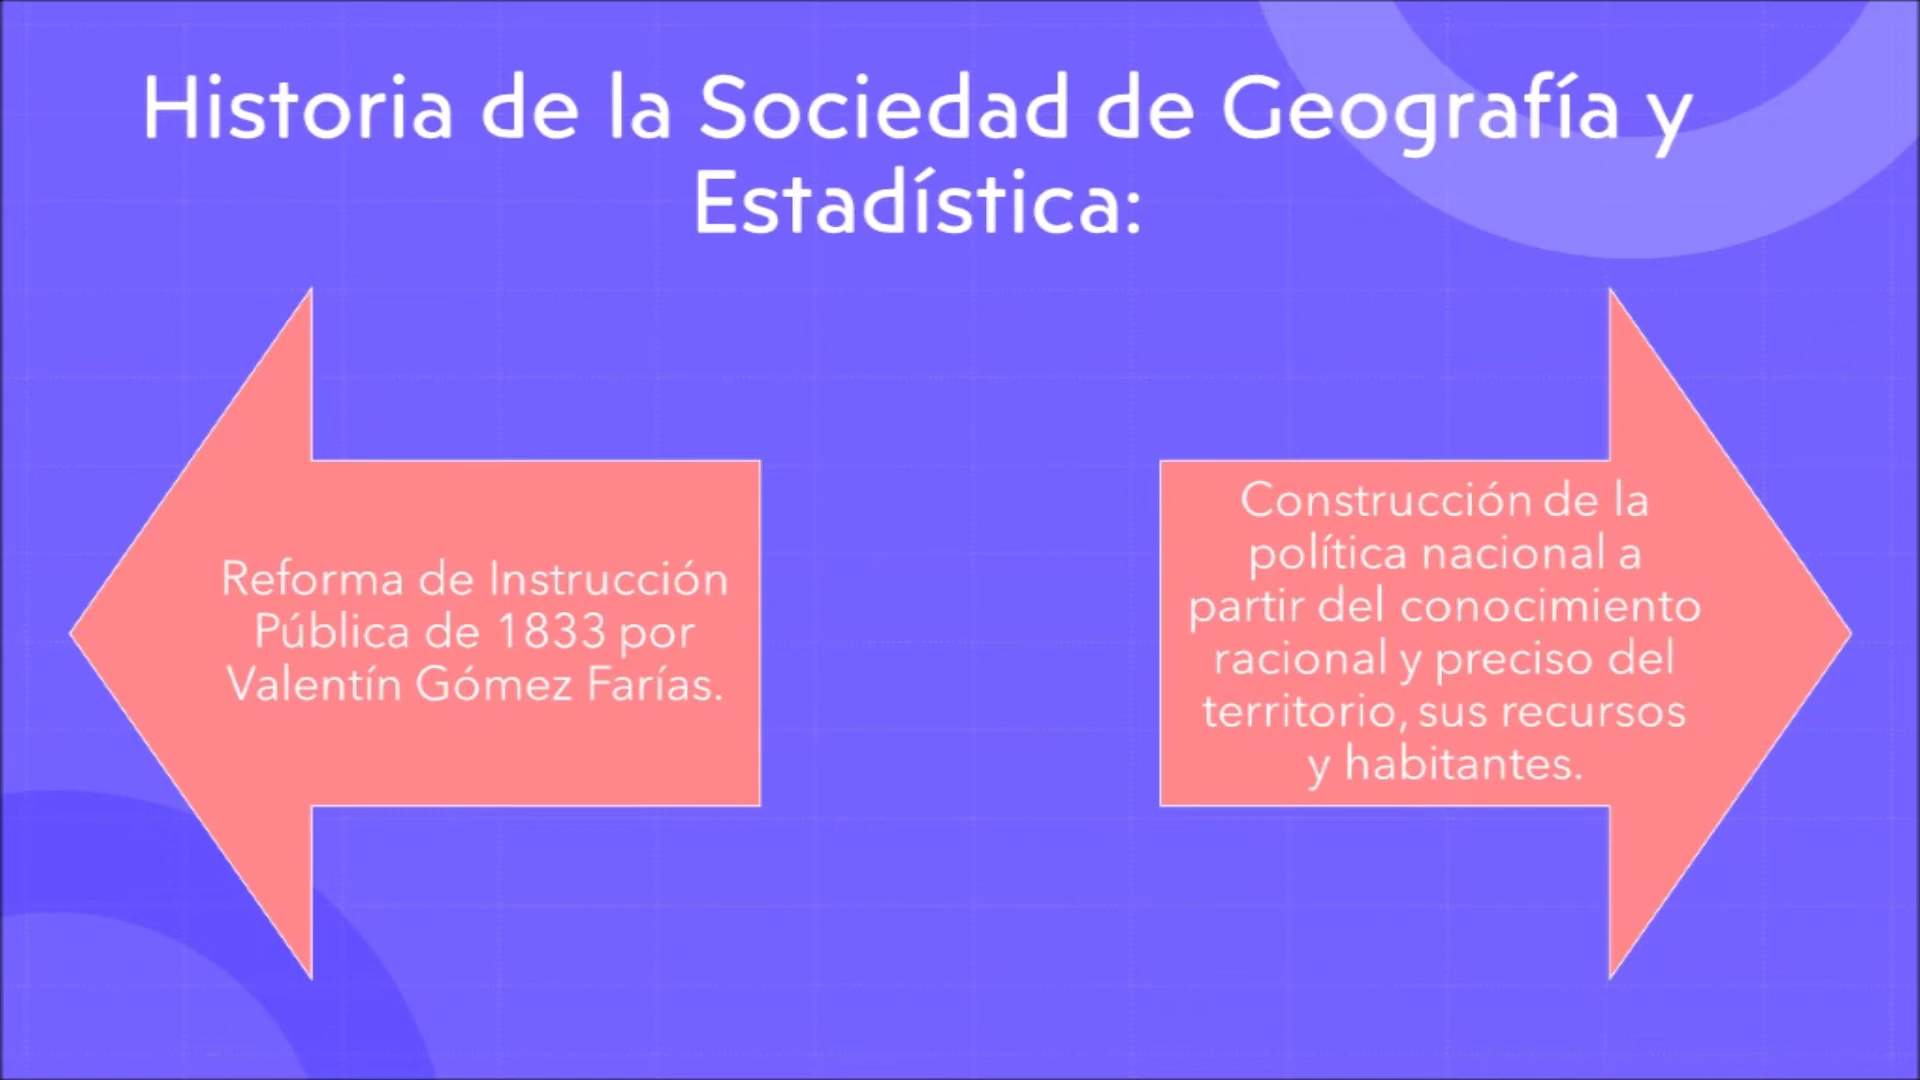 Historia de la Sociedad de Geografía y
Estadística:
Reforma de Instrucción
Pública de 1833 por
Valentín Gómez Farías.
Construcción de la
política nacional a
partir del conocimiento
racional y preciso del
territorio, sus recursos
y habitantes.